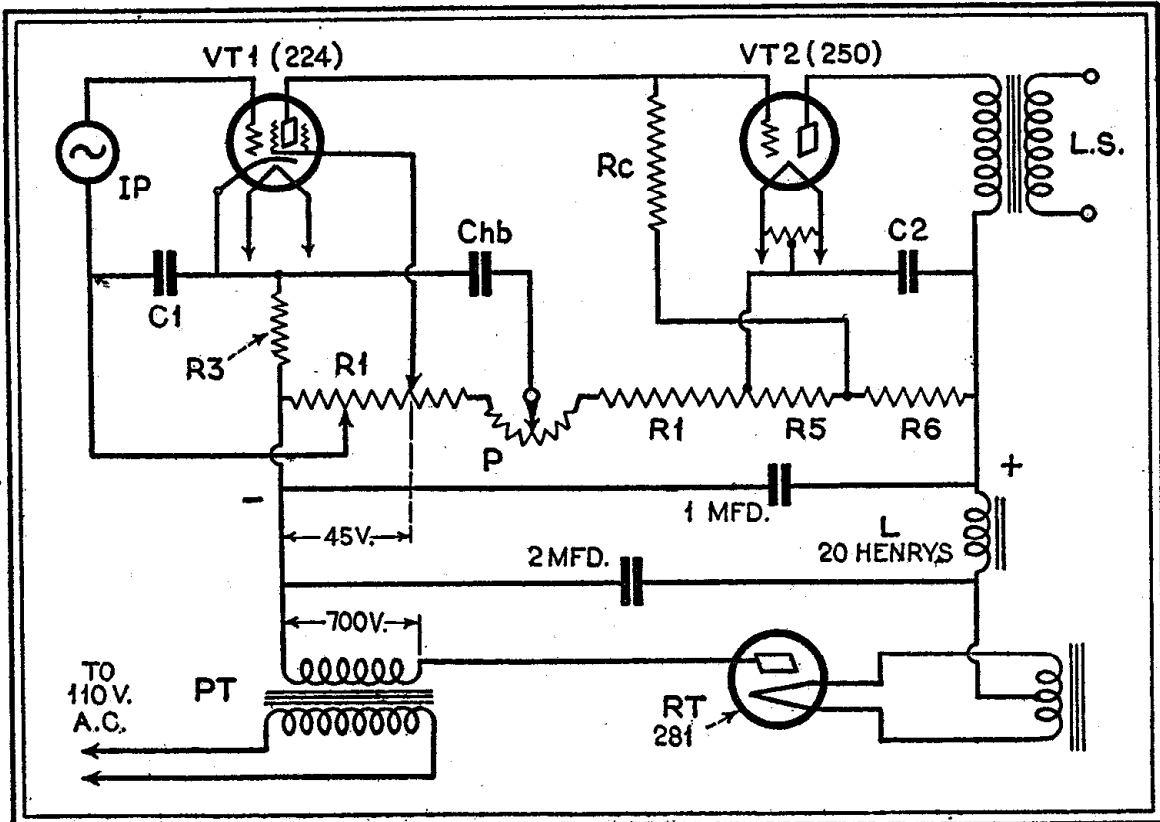 VT1 (224)
VT2 (250)
IP
Rc
L.S.
Chb
C2
C1
R3
R1
P
R1
R5
R6
+
-
1 MFD.
L
20 HENRYS
45V.
2 MFD.
700V.
TO
110 V.
A.C.
PT
RT
281